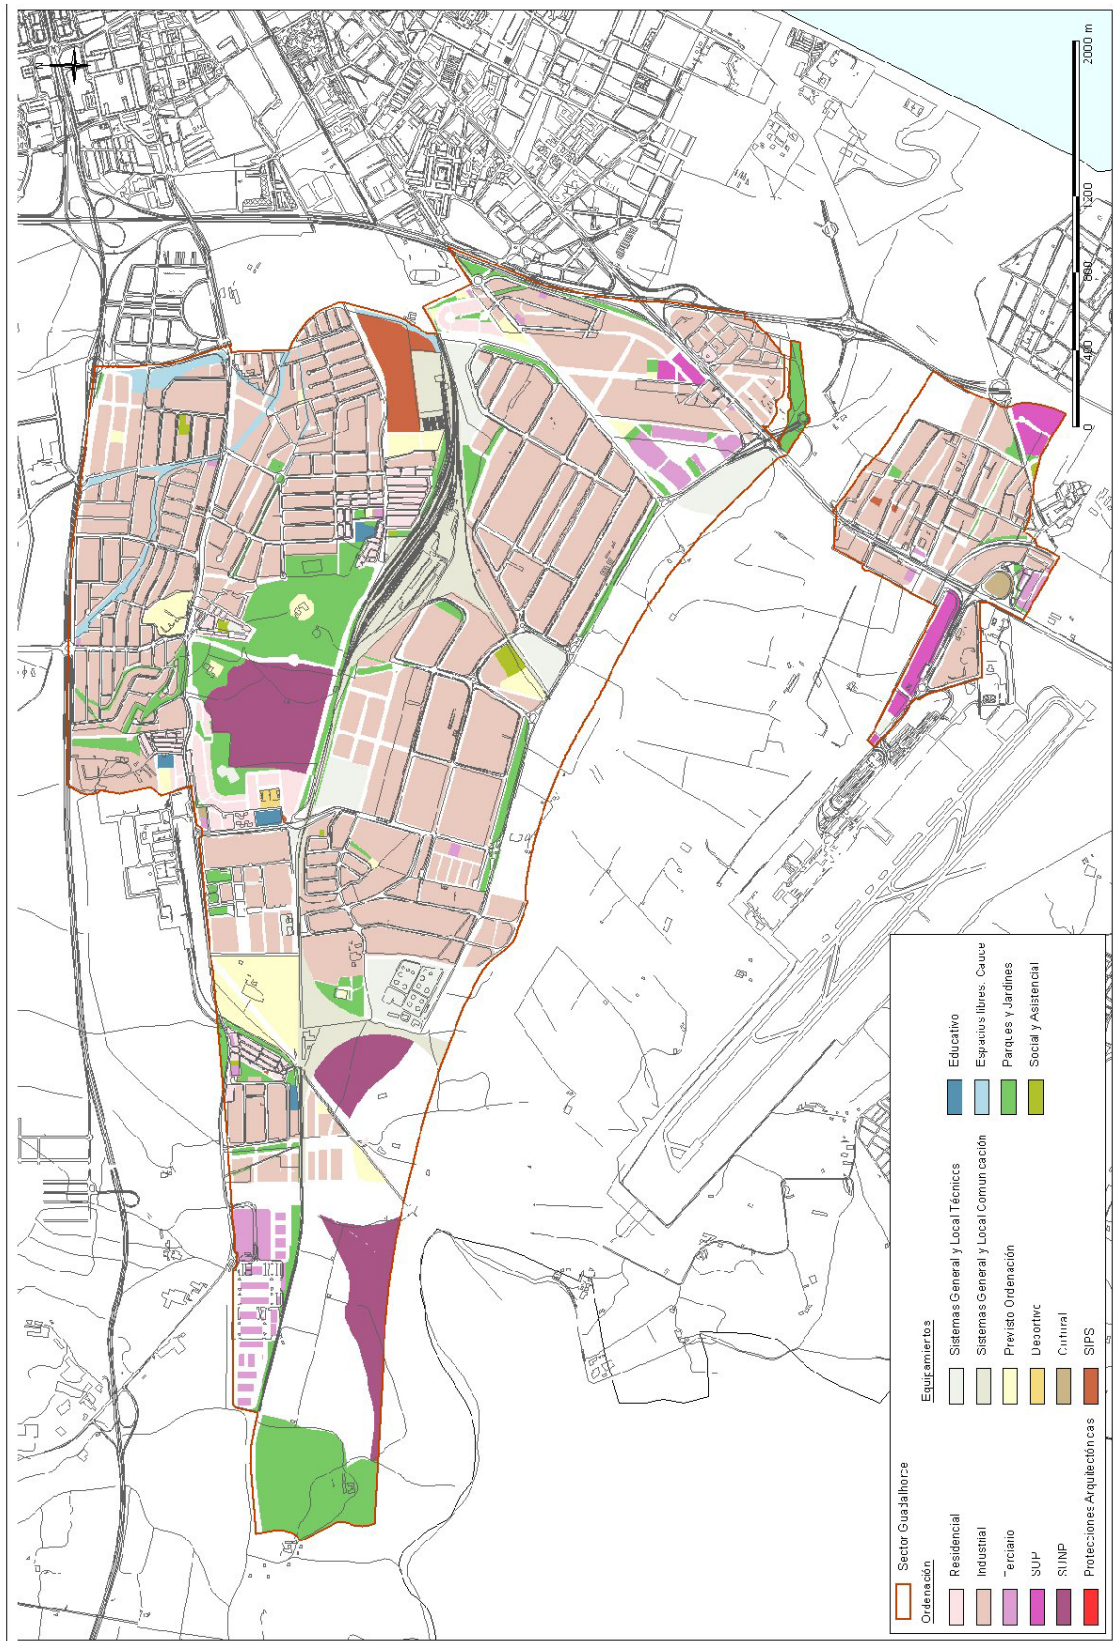 Sector Guadalhorce
Ordenación
Residencial
Industrial
Terciario
SUP
SUNP
Protecciones Arquitectónicas
Equipamientos
Sistemas General y Local Técnicos
Sistemas General y Local Comunicación
Previsto Ordenación
Deportivo
Cultural
SIPS
Educativo
Espacios libres. Cauce
Parques y Jardines
Social y Asistencial
0 400 800 1200 2000 m